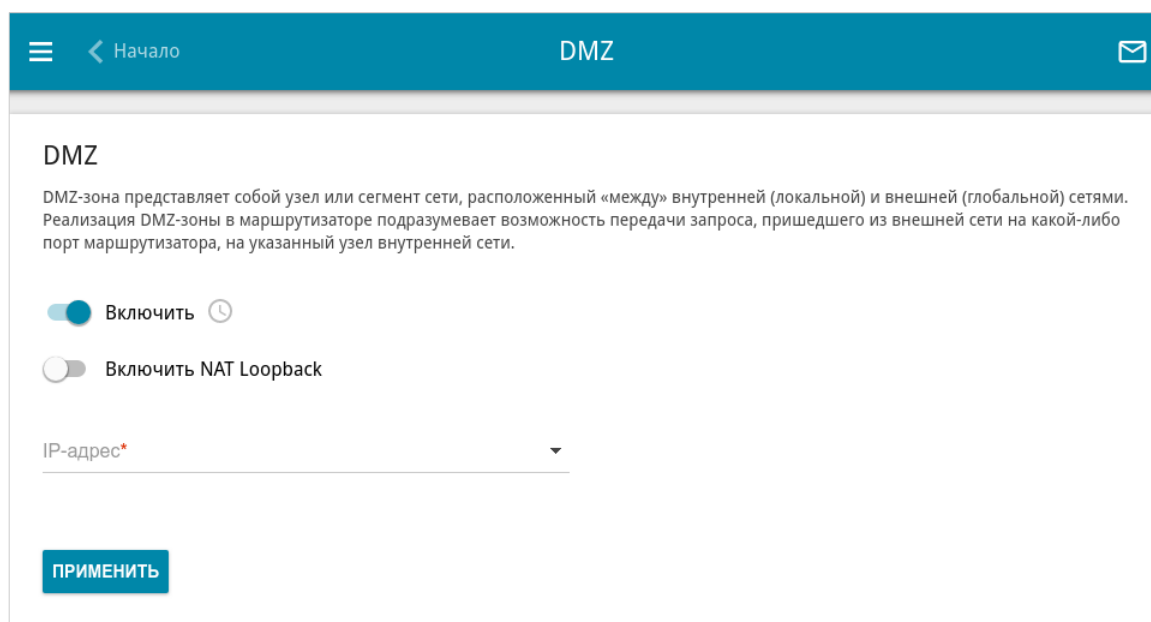 Начало
DMZ
DMZ
DMZ-зона представляет собой узел или сегмент сети, расположенный «между» внутренней (локальной) и внешней (глобальной) сетями.
Реализация DMZ-зоны в маршрутизаторе подразумевает возможность передачи запроса, пришедшего из внешней сети на какой-либо
порт маршрутизатора, на указанный узел внутренней сети.
Включить
Включить NAT Loopback
IP-адрес*
ПРИМЕНИТЬ